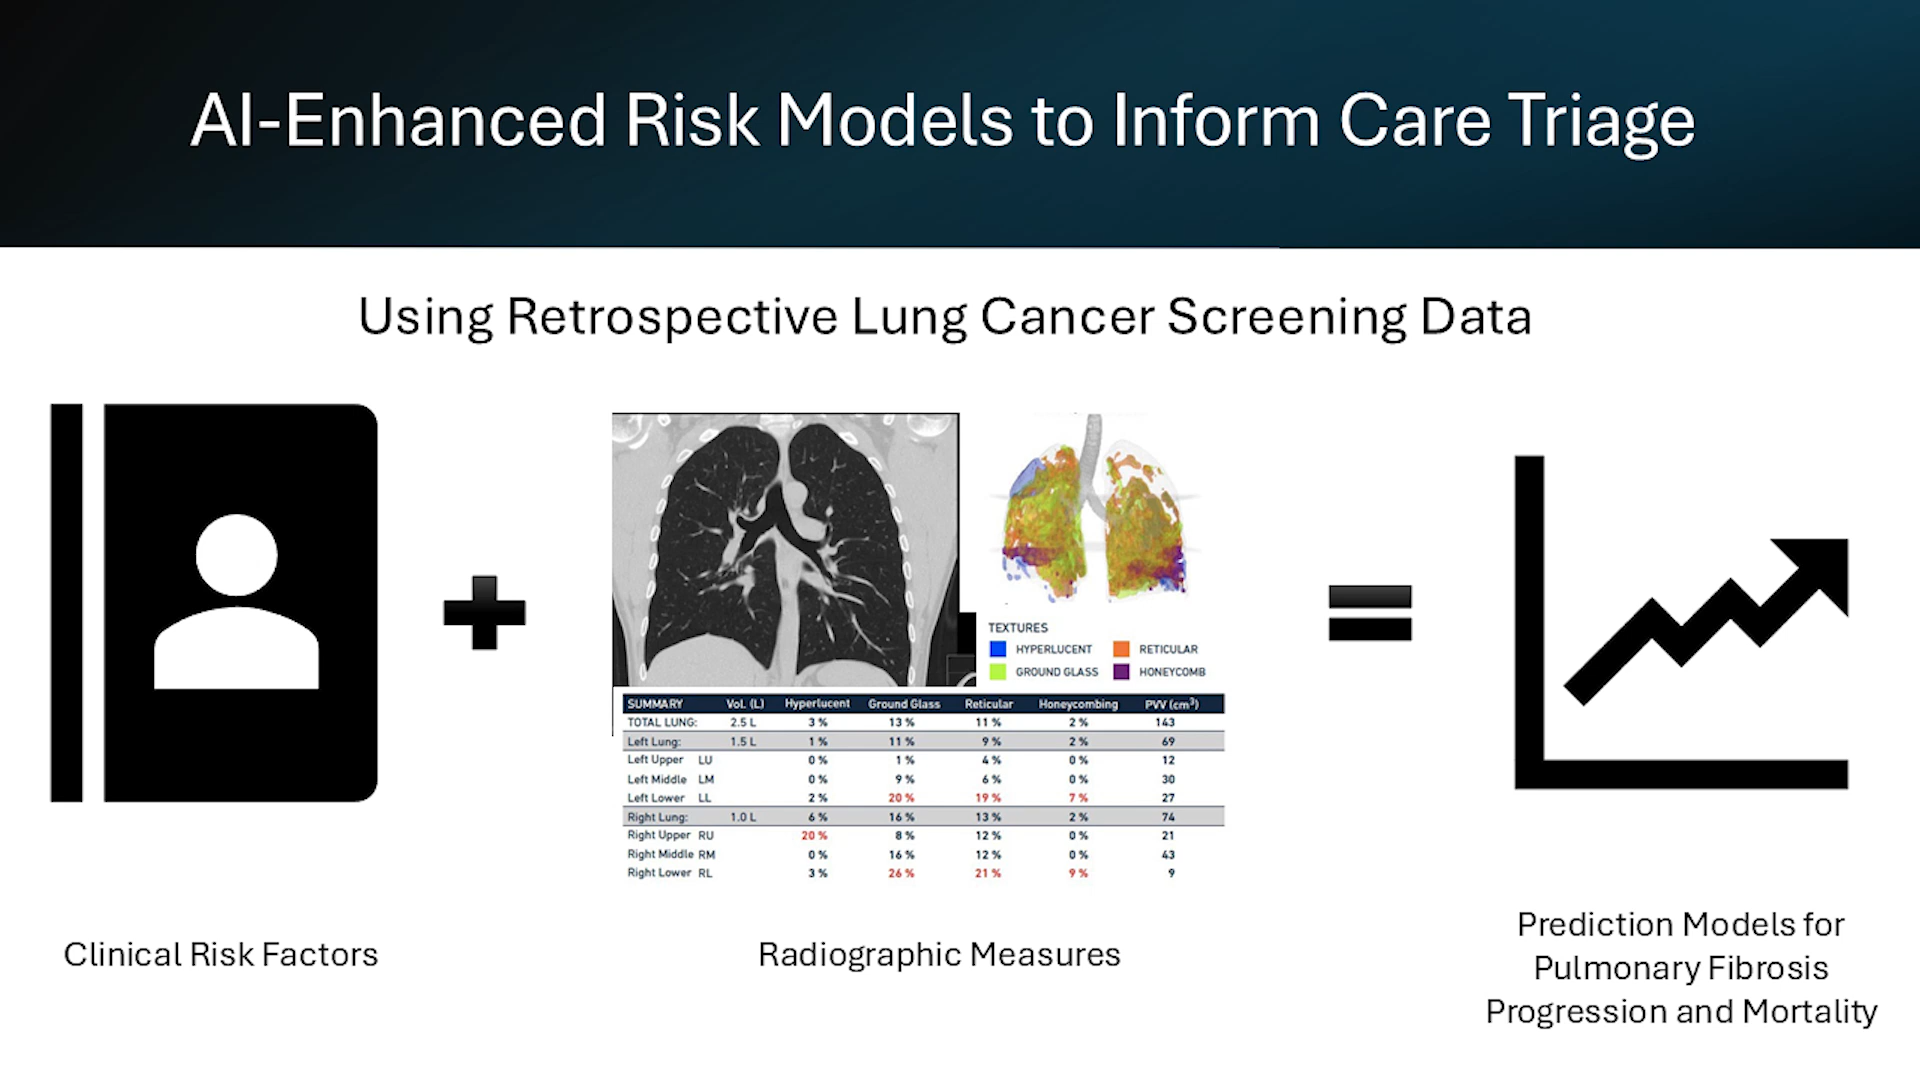 AI-Enhanced Risk Models to Inform Care Triage
Using Retrospective Lung Cancer Screening Data
TEXTURES
HYPERLUCENT RETICULAR
GROUND GLASS HONEYCOMB
SUMMARY Vol. (L) Hyperlucent Ground Glass Reticular Honeycombing PVV (cm³)
TOTAL LUNG: 2.5 L 3 % 13 % 11 % 2 % 143
Left Lung: 1.5 L 1 % 11 % 9 % 2 % 69
Left Upper LU 0 % 1 % 4 % 0 % 12
Left Middle LM 0 % 9 % 6 % 0 % 30
Left Lower LL 2 % 20 % 19 % 7 % 27
Right Lung: 1.0 L 6 % 16 % 13 % 2 % 74
Right Upper RU 20 % 8 % 12 % 0 % 21
Right Middle RM 0 % 16 % 12 % 0 % 43
Right Lower RL 3 % 26 % 21 % 9 % 9
Clinical Risk Factors
Radiographic Measures
Prediction Models for
Pulmonary Fibrosis
Progression and Mortality